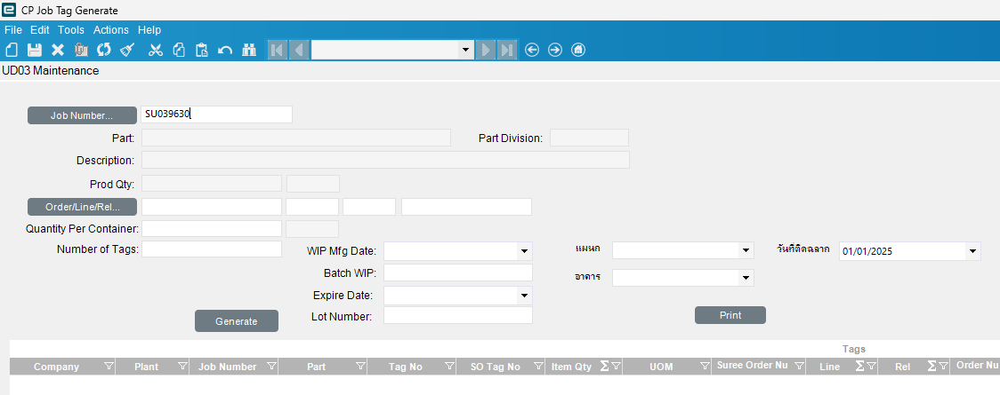 CP Job Tag Generate
File Edit Tools Actions Help
UD03 Maintenance
Job Number... SU039630
Part: Part Division:
Description:
Prod Qty:
Order/Line/Rel...
Quantity Per Container:
Number of Tags: WIP Mfg Date: แผนก วันที่ติดฉลาก 01/01/2025
Batch WIP: อาคาร
Expire Date:
Lot Number: Print
Generate
Tags
Company Plant Job Number Part Tag No SO Tag No Item Qty Σ UOM Suree Order Nu Line Σ Rel Σ Order Nu